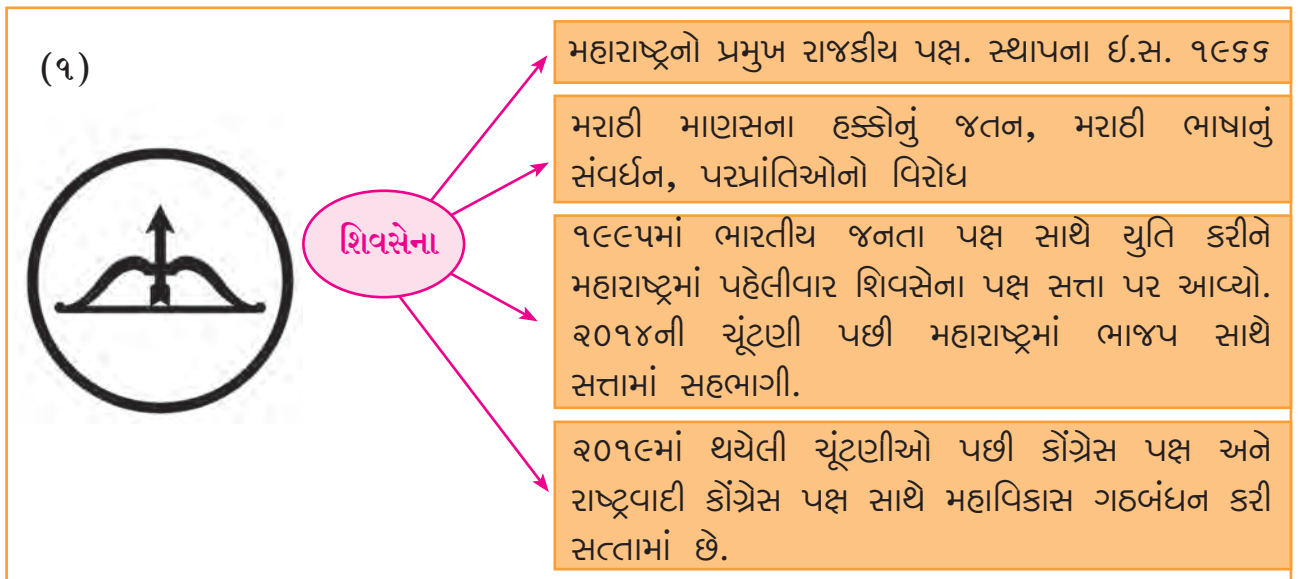 (૧)
મહારાષ્ટ્રનો પ્રમુખ રાજકીય પક્ષ. સ્થાપના ઈ.સ. ૧૯૬૬
મરાઠી માણસના હક્કોનું જતન, મરાઠી ભાષાનું
સંવર્ધન, પરપ્રાંતિઓનો વિરોધ
શિવસેના
૧૯૯૫માં ભારતીય જનતા પક્ષ સાથે યુતિ કરીને
મહારાષ્ટ્રમાં પહેલીવાર શિવસેના પક્ષ સત્તા પર આવ્યો.
૨૦૧૪ની ચૂંટણી પછી મહારાષ્ટ્રમાં ભાજપ સાથે
સત્તામાં સહભાગી.
૨૦૧૯માં થયેલી ચૂંટણીઓ પછી કોંગ્રેસ પક્ષ અને
રાષ્ટ્રવાદી કોંગ્રેસ પક્ષ સાથે મહાવિકાસ ગઠબંધન કરી
સત્તામાં છે.